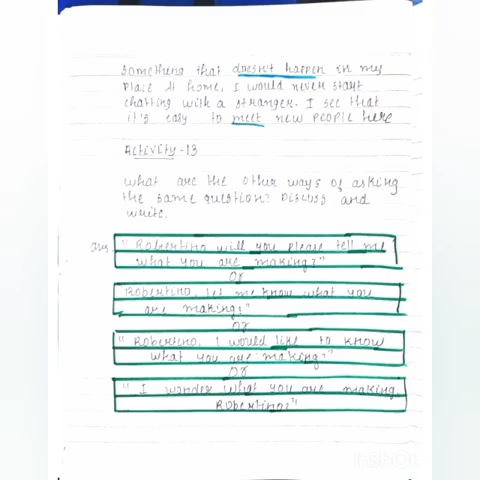 something that doesn't happen in my
place At home, I would never start
chatting with a stranger. I see that
it's easy to meet new people here
Activity-13
What are the other ways of asking
the same question? Discuss and
write.
ans) "Robertino will you please tell me
what you are making?"
Or
Robertino, let me know what you
are making?"
Or
"Robertino, I would like to know
what you are making?"
Or
"I wonder what you are making
Robertino?"
InShOt